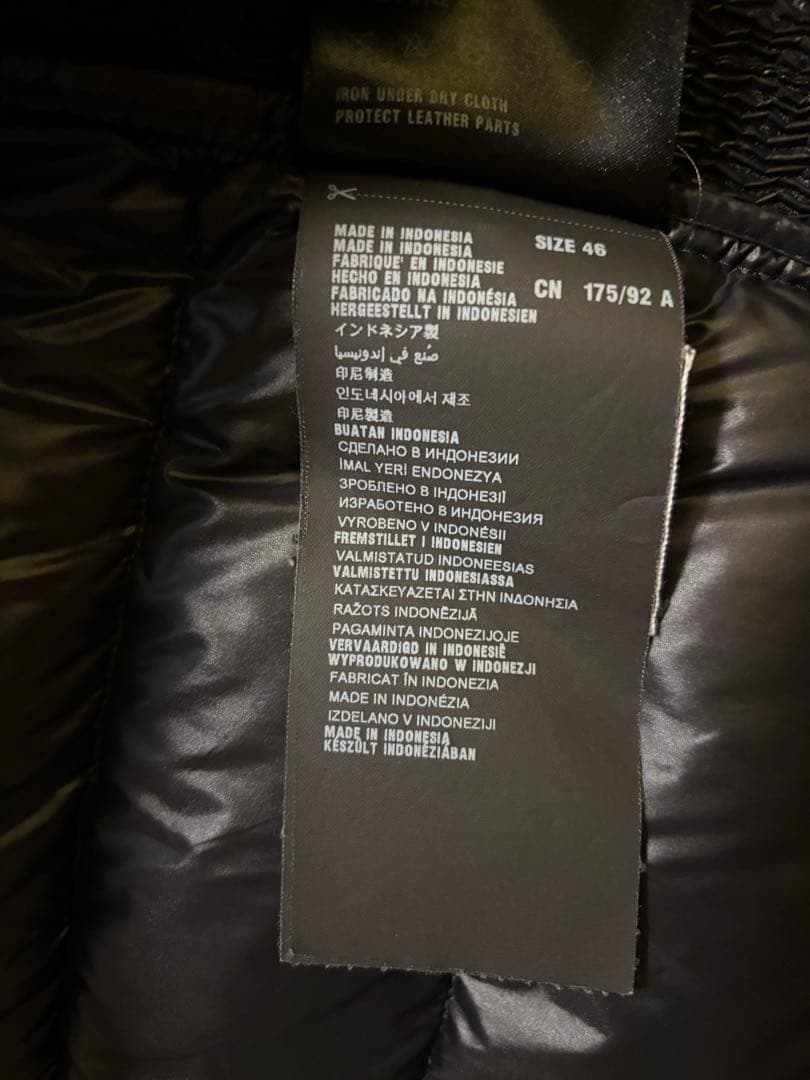 IRON UNDER DRY CLOTH
PROTECT LEATHER PARTS
MADE IN INDONESIA
MADE IN INDONESIA
FABRIQUE' EN INDONESIE
HECHO EN INDONESIA
FABRICADO NA INDONÉSIA
HERGEESTELLT IN INDONESIEN
インドネシア製
صُنع في إندونيسيا
印尼制造
인도네시아에서 제조
印尼製造
BUATAN INDONESIA
СДЕЛАНО В ИНДОНЕЗИИ
İMAL YERİ ENDONEZYA
ЗРОБЛЕНО В ІНДОНЕЗІЇ
ИЗРАБОТЕНО В ИНДОНЕЗИЯ
VYROBENO V INDONÉSII
FREMSTILLET I INDONESIEN
VALMISTATUD INDONEESIAS
VALMISTETTU INDONESIASSA
ΚΑΤΑΣΚΕΥΑΖΕΤΑΙ ΣΤΗΝ ΙΝΔΟΝΗΣΙΑ
RAŽOTS INDONĒZIJĀ
PAGAMINTA INDONEZIJOJE
VERVAARDIGD IN INDONESIË
WYPRODUKOWANO W INDONEZJI
FABRICAT ÎN INDONEZIA
MADE IN INDONÉZIA
IZDELANO V INDONEZIJI
MADE IN INDONESIA
KÉSZÜLT INDONÉZIÁBAN
SIZE 46
CN 175/92 A